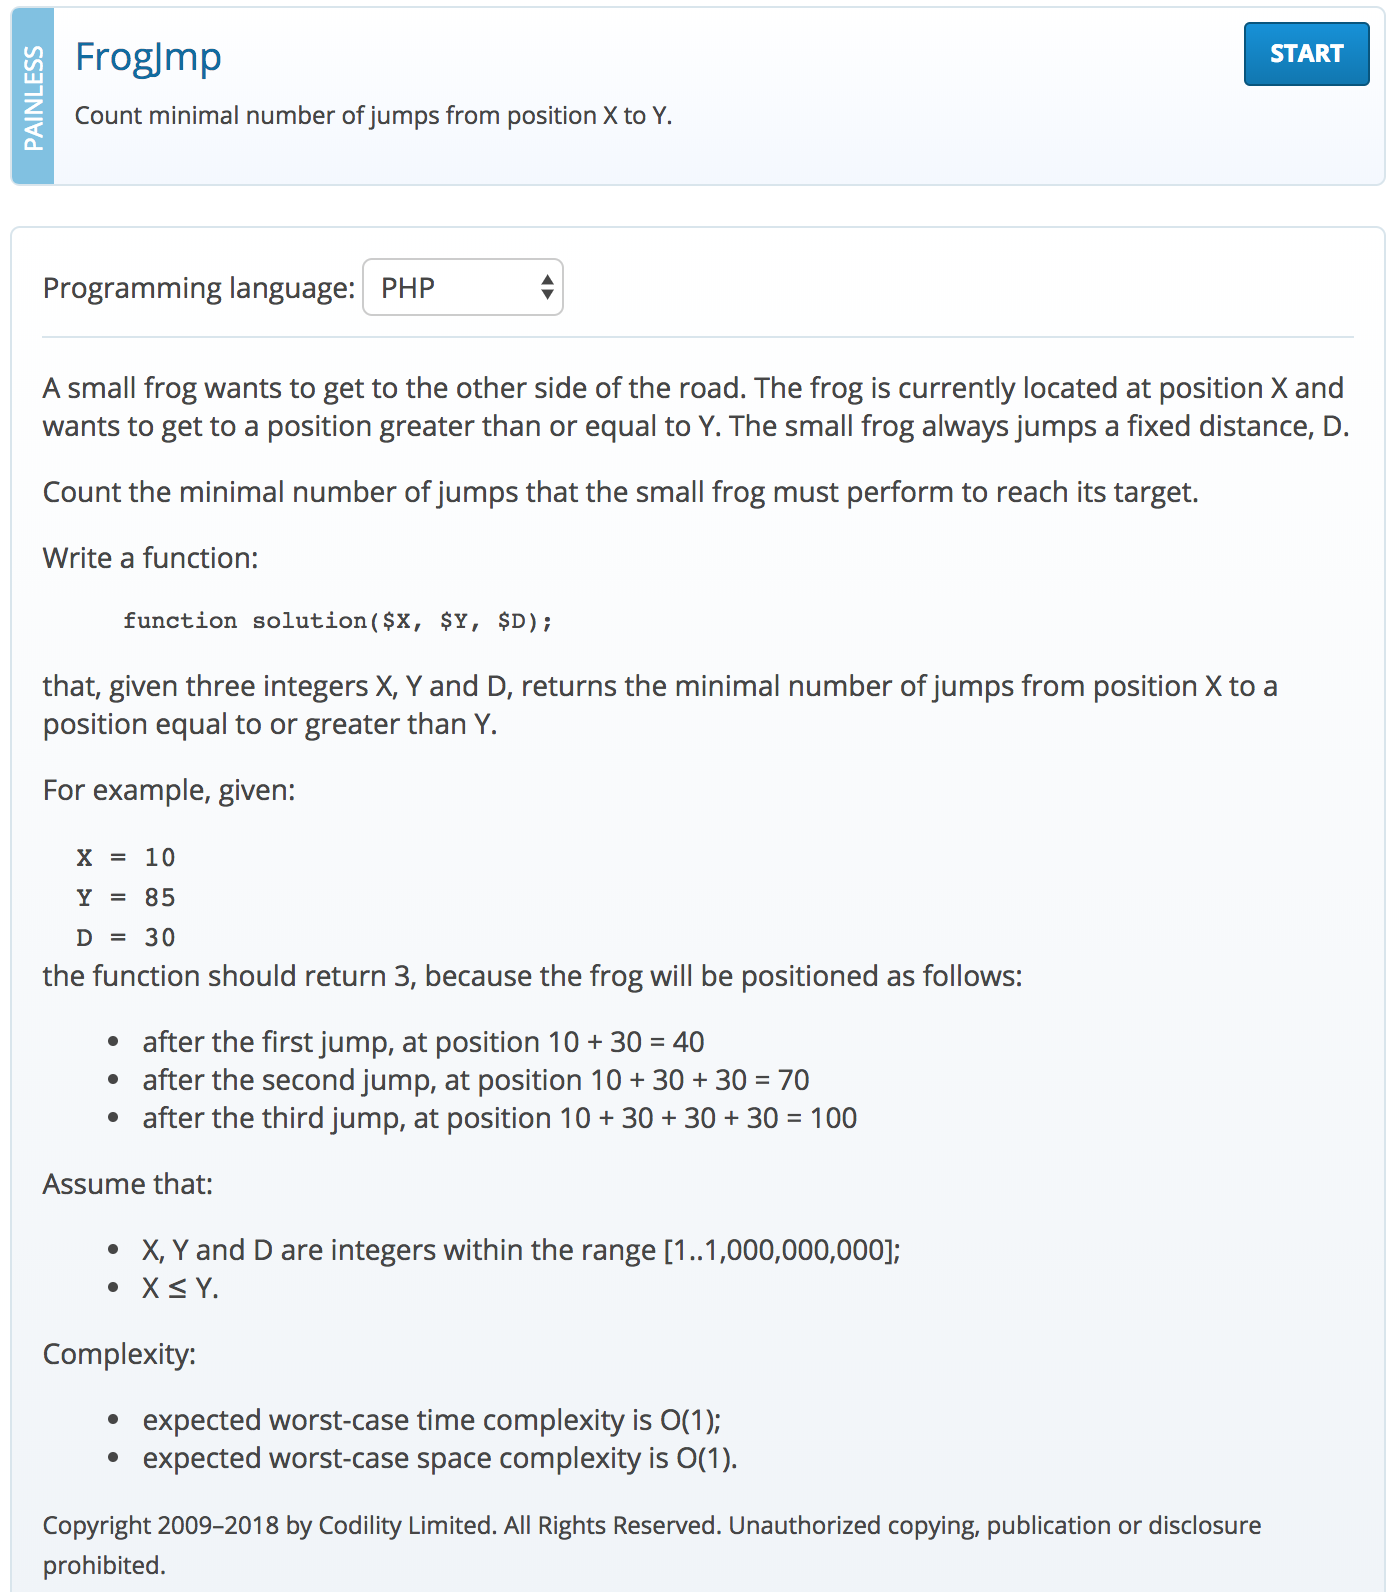 PAINLESS
FrogJmp
START
Count minimal number of jumps from position X to Y.
Programming language: PHP
A small frog wants to get to the other side of the road. The frog is currently located at position X and
wants to get to a position greater than or equal to Y. The small frog always jumps a fixed distance, D.
Count the minimal number of jumps that the small frog must perform to reach its target.
Write a function:
function solution($X, $Y, $D);
that, given three integers X, Y and D, returns the minimal number of jumps from position X to a
position equal to or greater than Y.
For example, given:
X = 10
Y = 85
D = 30
the function should return 3, because the frog will be positioned as follows:
• after the first jump, at position 10 + 30 = 40
• after the second jump, at position 10 + 30 + 30 = 70
• after the third jump, at position 10 + 30 + 30 + 30 = 100
Assume that:
• X, Y and D are integers within the range [1..1,000,000,000];
• X ≤ Y.
Complexity:
• expected worst-case time complexity is O(1);
• expected worst-case space complexity is O(1).
Copyright 2009–2018 by Codility Limited. All Rights Reserved. Unauthorized copying, publication or disclosure
prohibited.